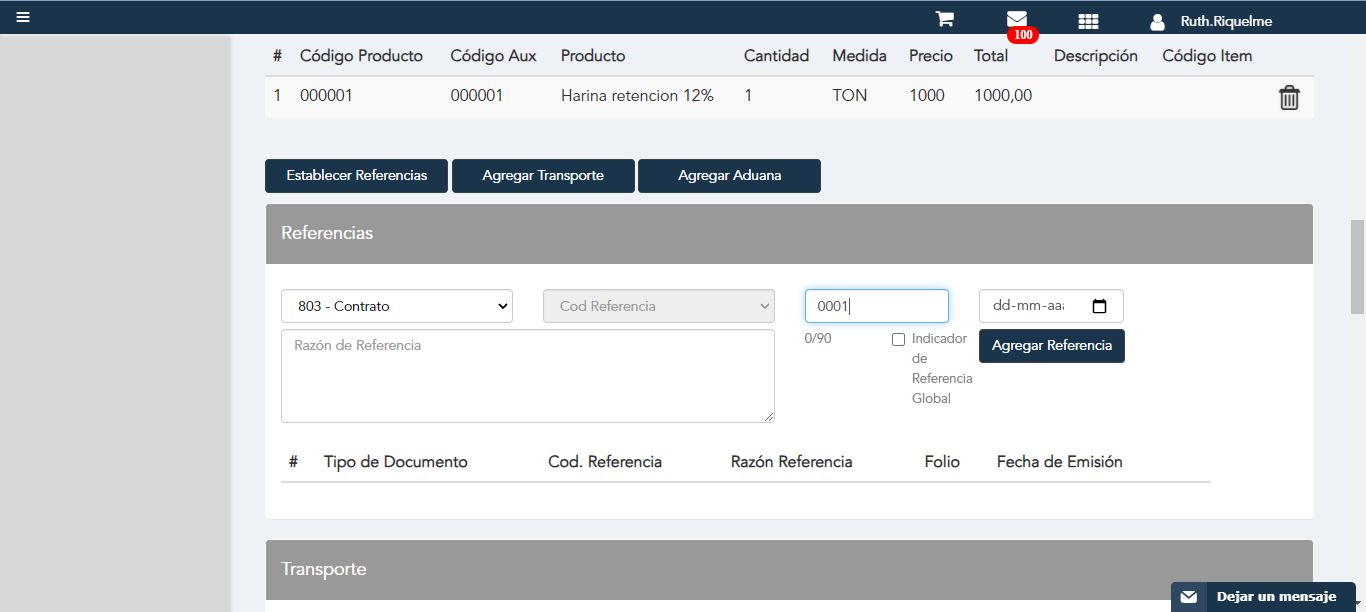 Ruth.Riquelme
100
# Código Producto Código Aux Producto Cantidad Medida Precio Total Descripción Código Item
1 000001 000001 Harina retencion 12% 1 TON 1000 1000,00
Establecer Referencias Agregar Transporte Agregar Aduana
Referencias
803 - Contrato Cod Referencia 0001 dd-mm-aaa
Razón de Referencia
0/90
Indicador
de
Referencia
Global
Agregar Referencia
# Tipo de Documento Cod. Referencia Razón Referencia Folio Fecha de Emisión
Transporte
Dejar un mensaje